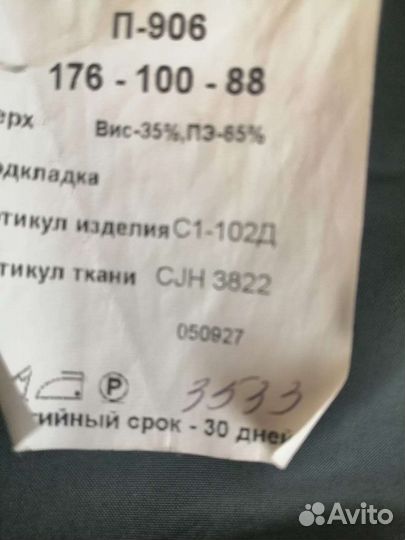 П-906
176 - 100 - 88
ерх Вис-35%,ПЭ-65%
одкладка
тикул изделия С1-102Д
тикул ткани CJH 3822
050927
P 3533
тийный срок - 30 дней
Avito